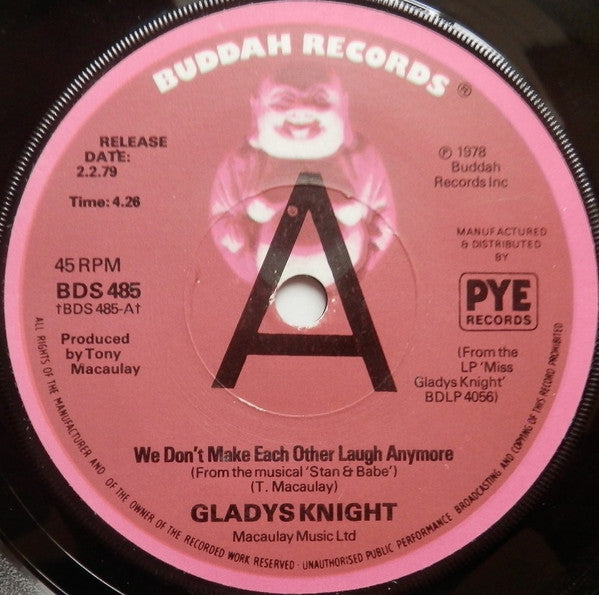 BUDDAH RECORDS ®
RELEASE
DATE:
2.2.79
Time: 4.26
℗ 1978
Buddah
Records Inc
A
MANUFACTURED
& DISTRIBUTED
BY
PYE
RECORDS
45 RPM
BDS 485
†BDS 485-A†
Produced
by Tony
Macaulay
(From the
LP 'Miss
Gladys Knight'
BDLP 4056)
We Don't Make Each Other Laugh Anymore
(From the musical 'Stan & Babe')
(T. Macaulay)
GLADYS KNIGHT
Macaulay Music Ltd
ALL RIGHTS OF THE MANUFACTURER AND OF THE OWNER OF THE RECORDED WORK RESERVED - UNAUTHORISED PUBLIC PERFORMANCE BROADCASTING AND COPYING OF THIS RECORD PROHIBITED